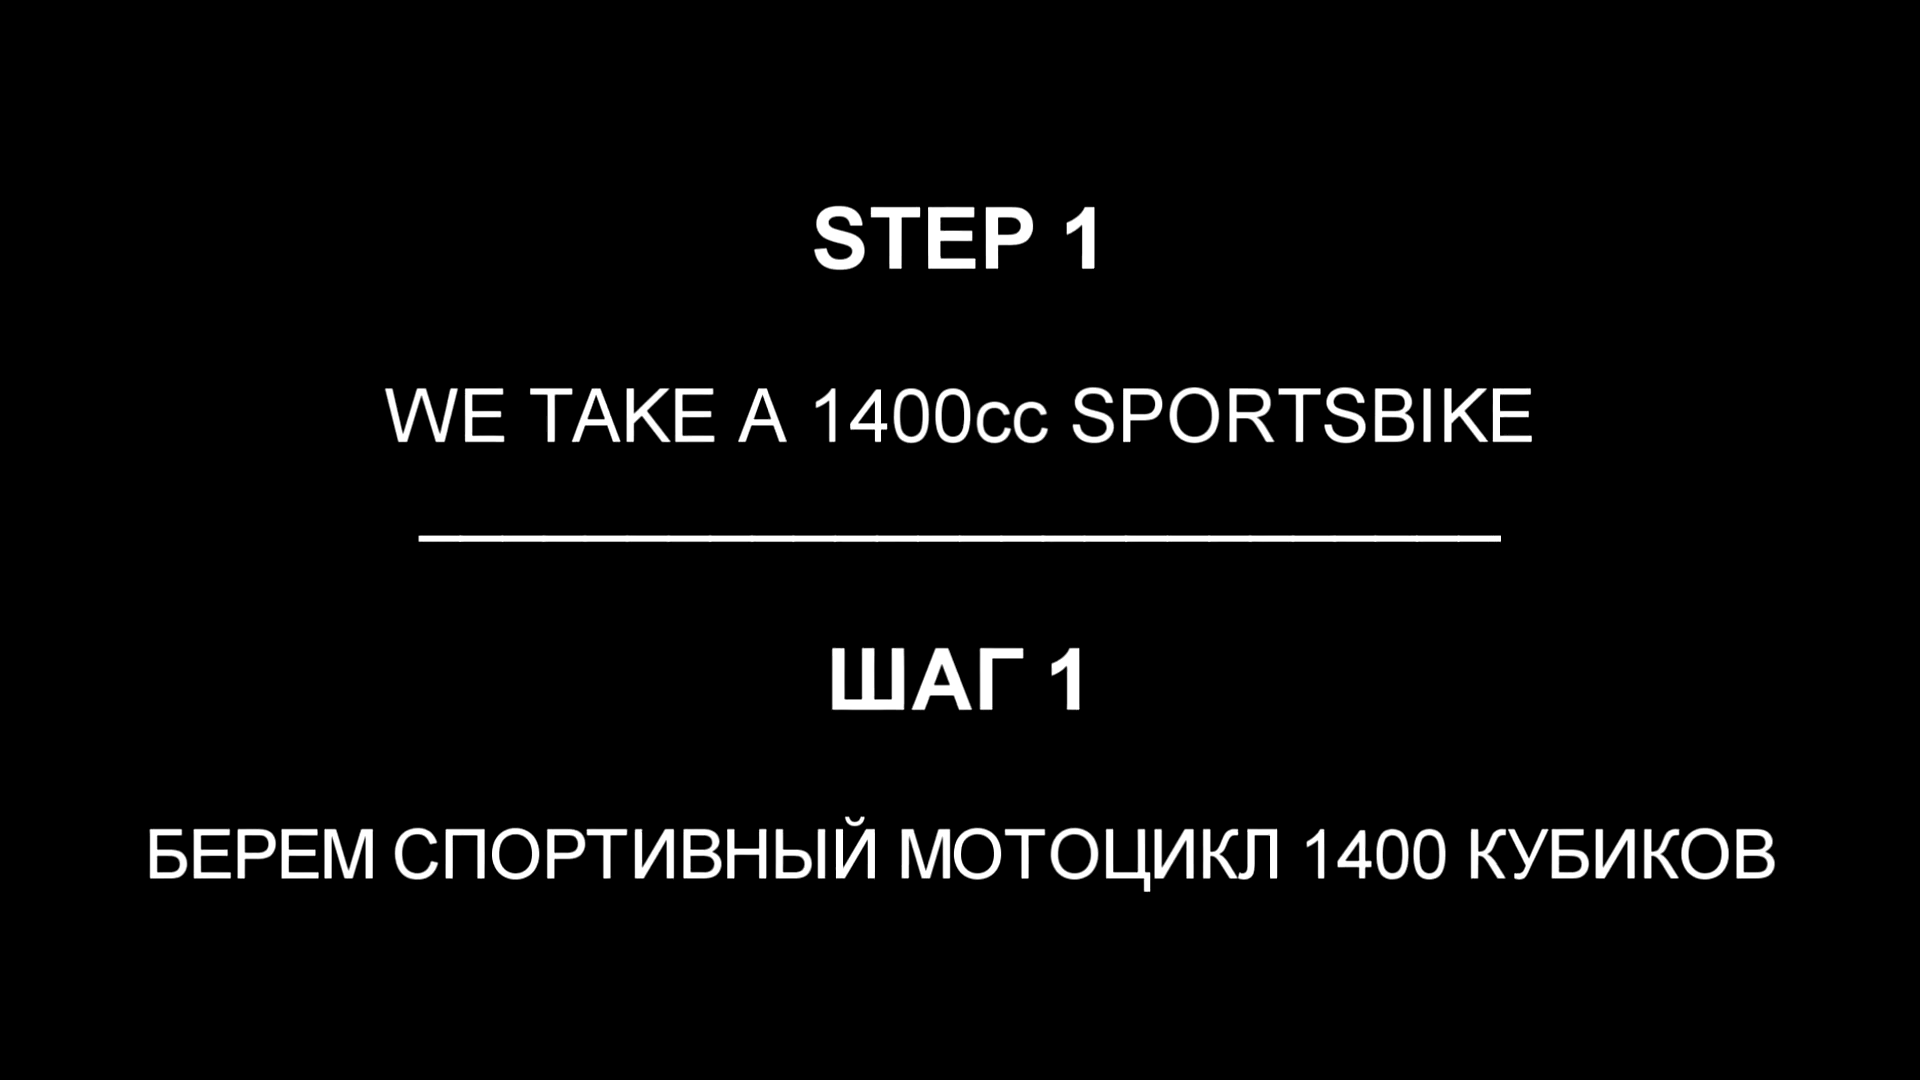 STEP 1
WE TAKE A 1400cc SPORTSBIKE
ШАГ 1
БЕРЕМ СПОРТИВНЫЙ МОТОЦИКЛ 1400 КУБИКОВ